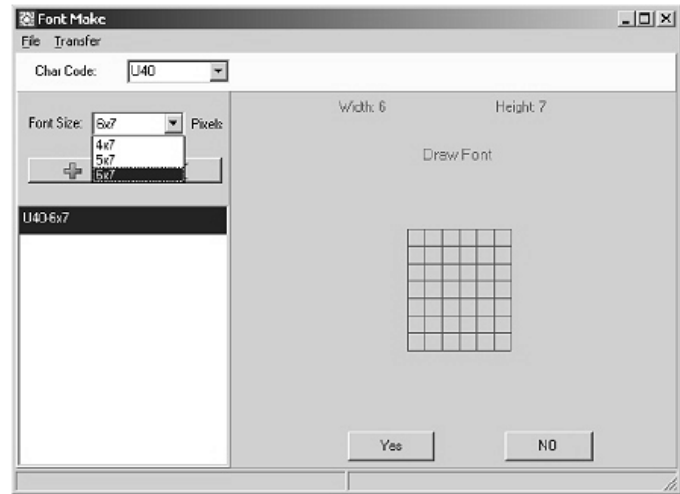 Font Make
File Transfer
Char Code: U40
Font Size: 6x7 Pixels
4x7
5x7
6x7
U40-6x7
Width: 6 Height: 7
Draw Font
Yes NO